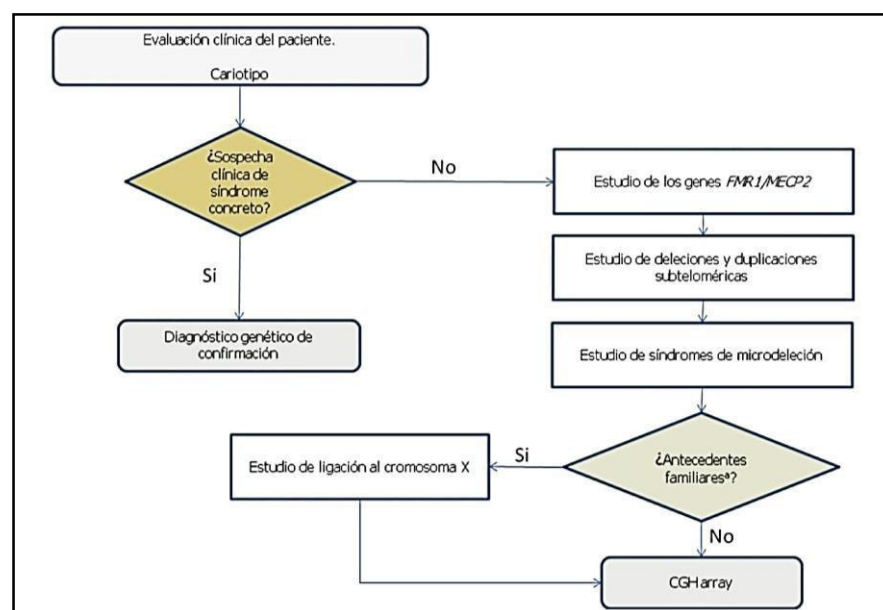 Evaluación clínica del paciente.
Cariotipo
¿Sospecha
clínica de
síndrome
concreto?
No
Si
Diagnóstico genético de
confirmación
Estudio de los genes FMR1/MECP2
Estudio de deleciones y duplicaciones
subteloméricas
Estudio de síndromes de microdeleción
¿Antecedentes
familiaresª?
Si
Estudio de ligación al cromosoma X
No
CGH array